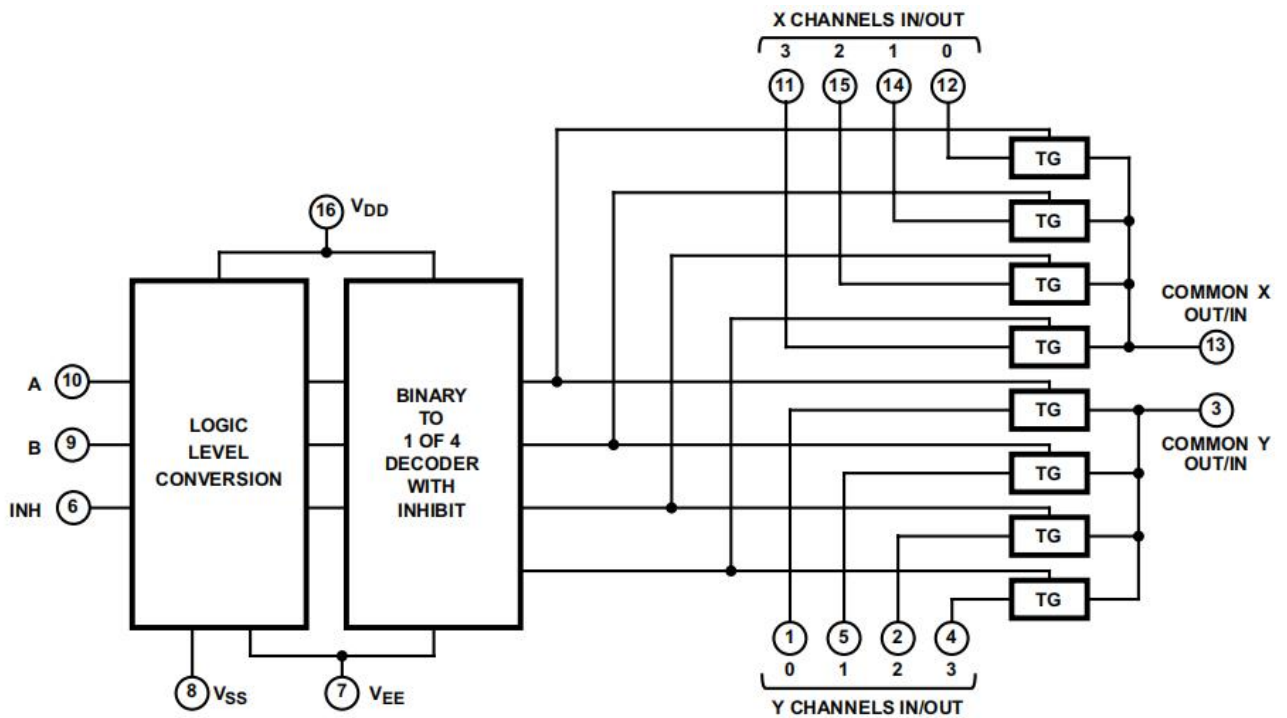 X CHANNELS IN/OUT
3 2 1 0
11 15 14 12
TG
16 VDD
TG
TG
COMMON X
OUT/IN
TG
13
A 10
BINARY
TO
1 OF 4
DECODER
WITH
INHIBIT
TG
3
COMMON Y
OUT/IN
LOGIC
LEVEL
CONVERSION
B 9
TG
INH 6
TG
TG
1 5 2 4
0 1 2 3
8 VSS
7 VEE
Y CHANNELS IN/OUT